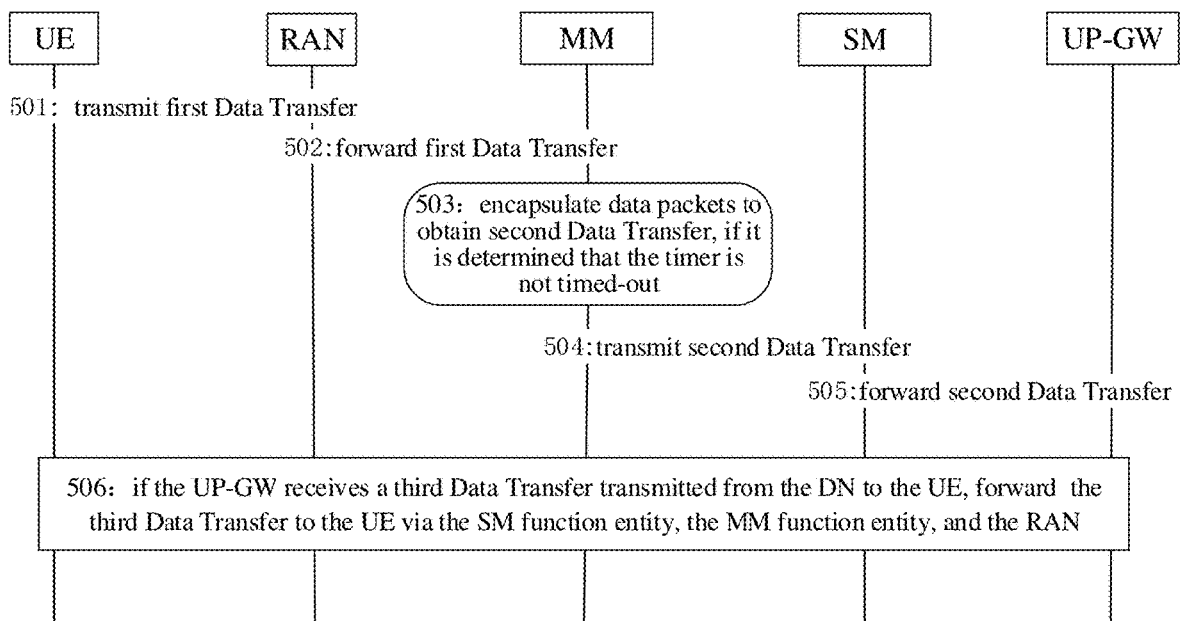 UE RAN MM SM UP-GW
501: transmit first Data Transfer
502:forward first Data Transfer
503: encapsulate data packets to
obtain second Data Transfer, if it
is determined that the timer is
not timed-out
504:transmit second Data Transfer
505:forward second Data Transfer
506: if the UP-GW receives a third Data Transfer transmitted from the DN to the UE, forward the
third Data Transfer to the UE via the SM function entity, the MM function entity, and the RAN